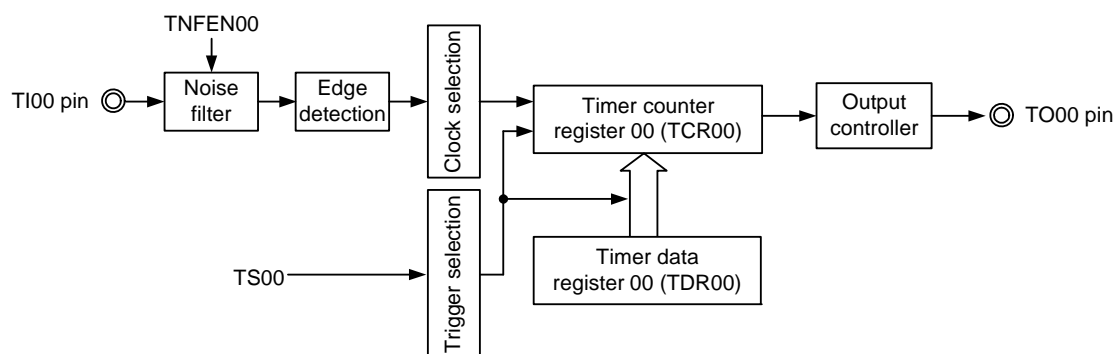 TNFEN00
TI00 pin
Noise
filter
Edge
detection
Clock selection
Timer counter
register 00 (TCR00)
Output
controller
TO00 pin
TS00
Trigger selection
Timer data
register 00 (TDR00)